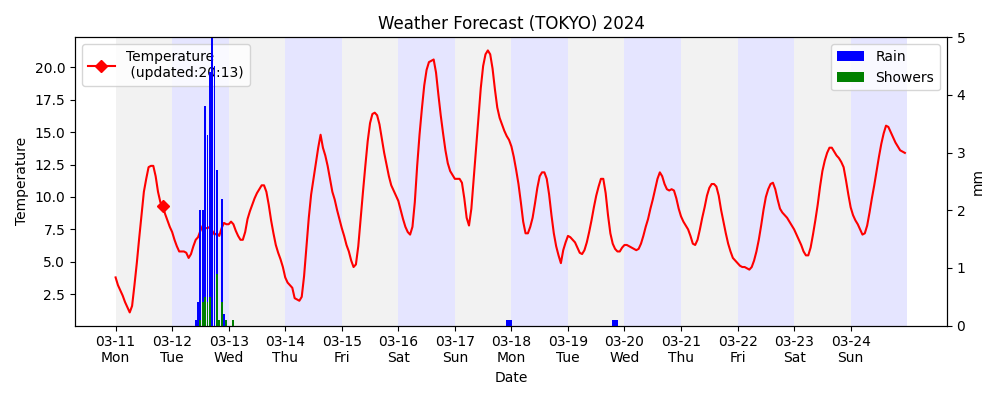 Weather Forecast (TOKYO) 2024
Temperature
(updated:20:13)
Rain
Showers
20.0
17.5
15.0
12.5
10.0
7.5
5.0
2.5
Temperature
5
4
3
2
1
0
mm
03-11 03-12 03-13 03-14 03-15 03-16 03-17 03-18 03-19 03-20 03-21 03-22 03-23 03-24
Mon Tue Wed Thu Fri Sat Sun Mon Tue Wed Thu Fri Sat Sun
Date